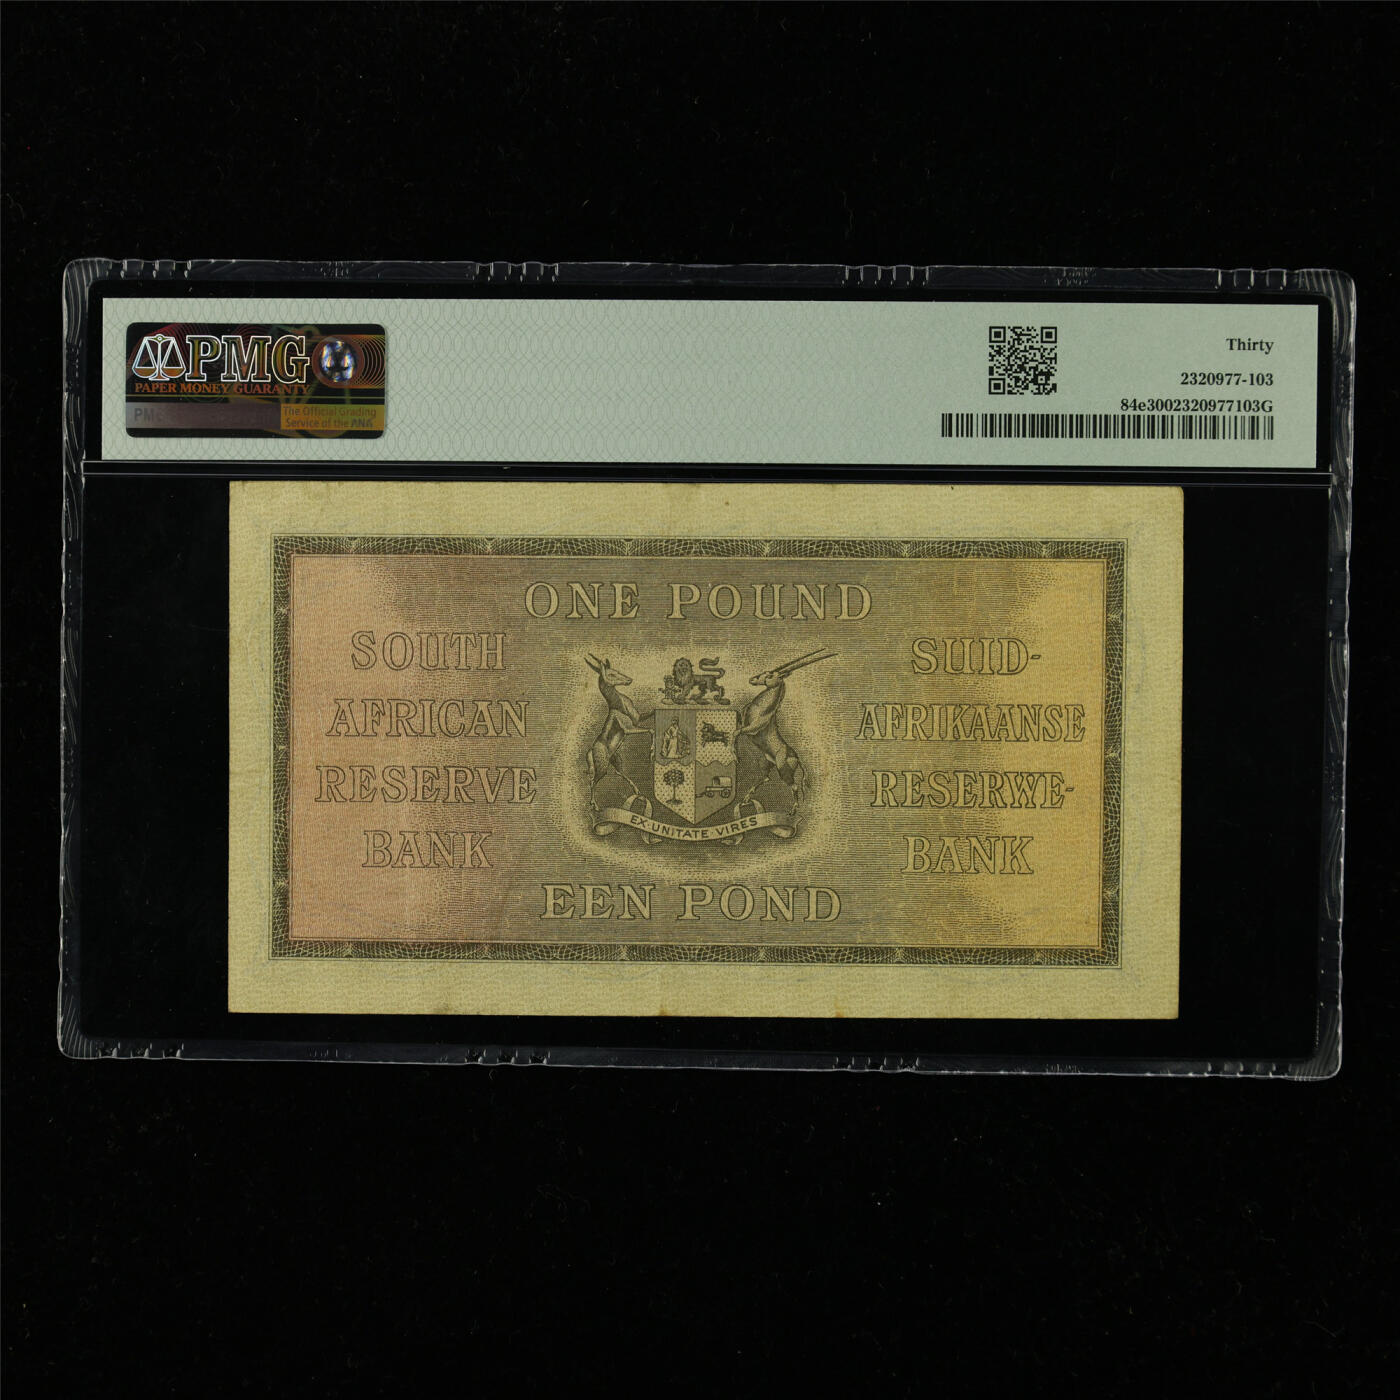 PMG
PAPER MONEY GUARANTY
The Official Grading
Service of the ANA
Thirty
2320977-103
84e3002320977103G
ONE POUND
SOUTH
AFRICAN
RESERVE
BANK
SUID-
AFRIKAANSE
RESERWE-
BANK
EX·UNITATE·VIRES
EEN POND